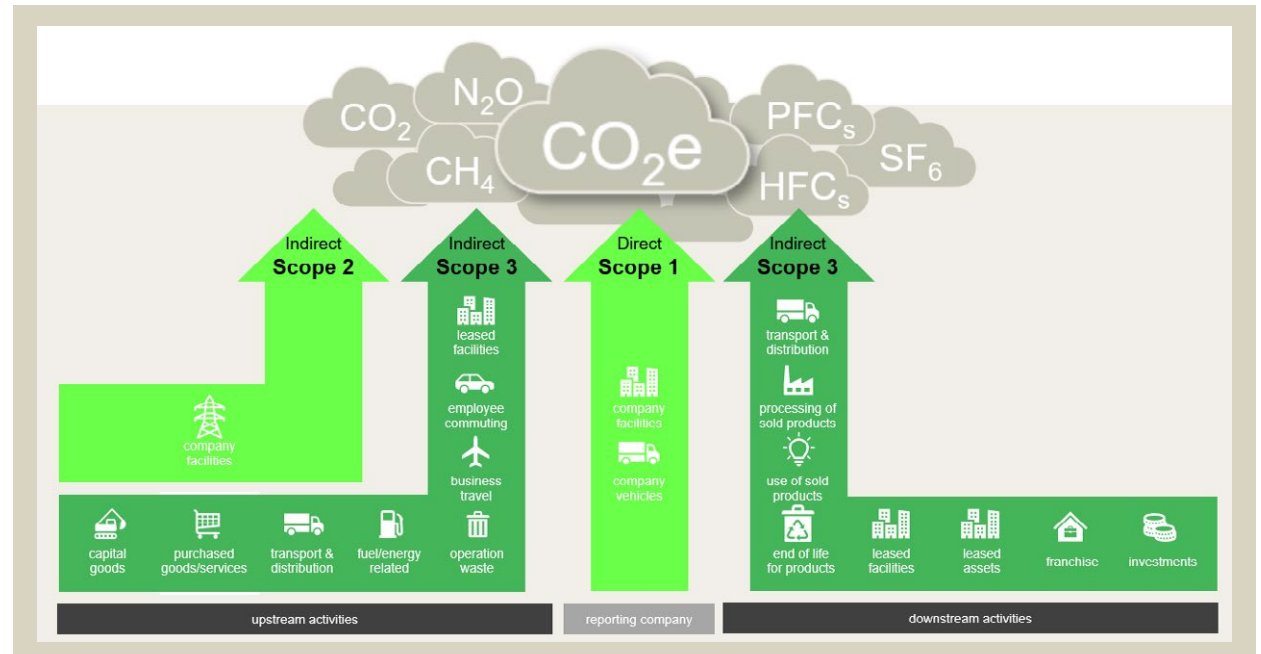 CO₂
N₂O
CH₄
CO₂e
PFCₛ
HFCₛ
SF₆
Indirect
Scope 2
company
facilities
Indirect
Scope 3
leased
facilities
employee
commuting
business
travel
operation
waste
capital
goods
purchased
goods/services
transport &
distribution
fuel/energy
related
Direct
Scope 1
company
facilities
company
vehicles
Indirect
Scope 3
transport &
distribution
processing of
sold products
use of sold
products
end of life
for products
leased
facilities
leased
assets
franchise
investments
upstream activities
reporting company
downstream activities